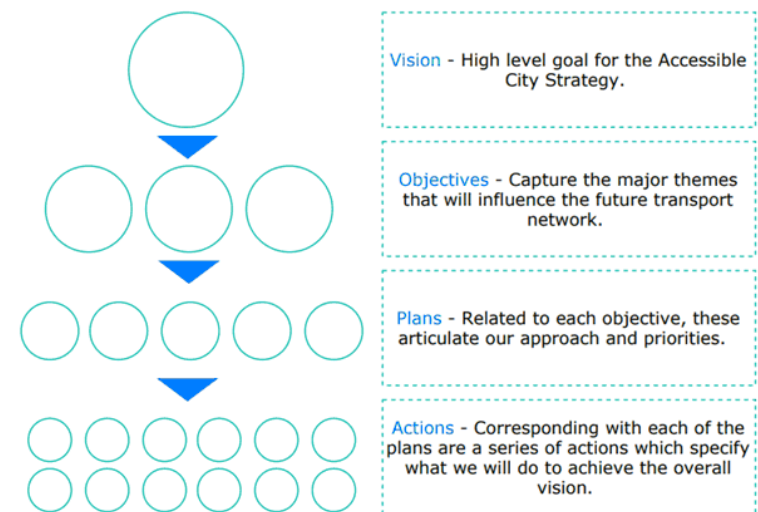 Vision - High level goal for the Accessible
City Strategy.
Objectives - Capture the major themes
that will influence the future transport
network.
Plans - Related to each objective, these
articulate our approach and priorities.
Actions - Corresponding with each of the
plans are a series of actions which specify
what we will do to achieve the overall
vision.